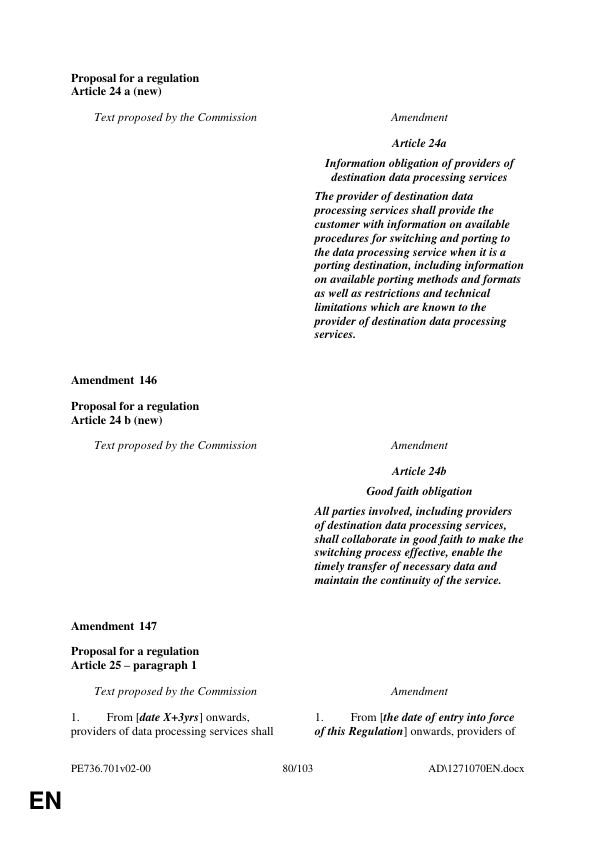 Proposal for a regulation
Article 24 a (new)
Text proposed by the Commission
Amendment
Article 24a
Information obligation of providers of
destination data processing services
The provider of destination data
processing services shall provide the
customer with information on available
procedures for switching and porting to
the data processing service when it is a
porting destination, including information
on available porting methods and formats
as well as restrictions and technical
limitations which are known to the
provider of destination data processing
services.
Amendment 146
Proposal for a regulation
Article 24 b (new)
Text proposed by the Commission
Amendment
Article 24b
Good faith obligation
All parties involved, including providers
of destination data processing services,
shall collaborate in good faith to make the
switching process effective, enable the
timely transfer of necessary data and
maintain the continuity of the service.
Amendment 147
Proposal for a regulation
Article 25 – paragraph 1
Text proposed by the Commission
Amendment
1. From [date X+3yrs] onwards,
providers of data processing services shall
1. From [the date of entry into force
of this Regulation] onwards, providers of
PE736.701v02-00
80/103
AD\1271070EN.docx
EN